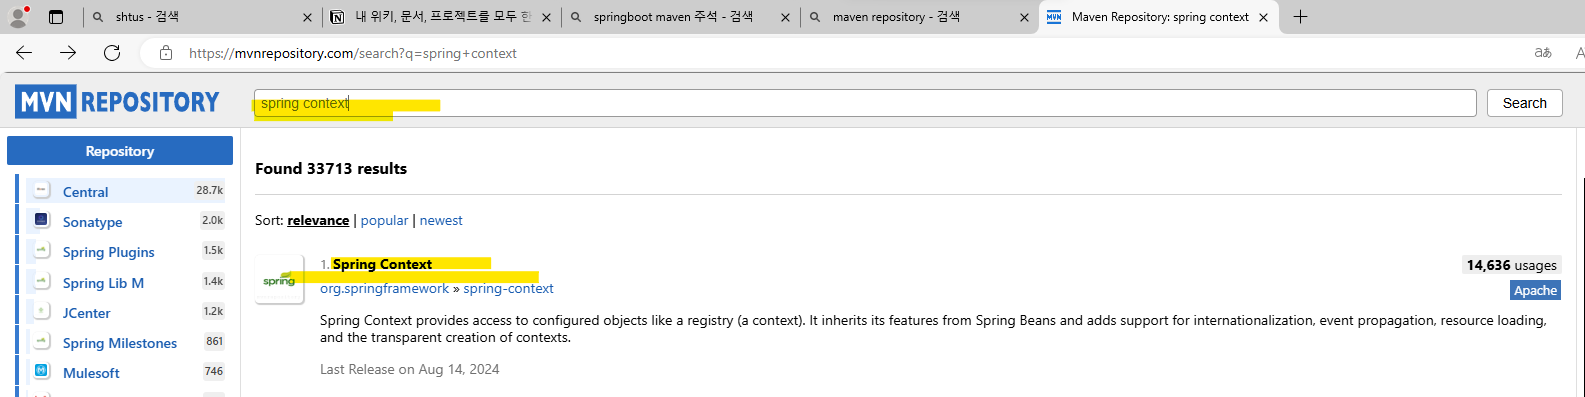 shtus - 검색
내 위키, 문서, 프로젝트를 모두 한
springboot maven 주석 - 검색
maven repository - 검색
Maven Repository: spring context
https://mvnrepository.com/search?q=spring+context
MVN REPOSITORY
spring context
Search
Repository
Central 28.7k
Sonatype 2.0k
Spring Plugins 1.5k
Spring Lib M 1.4k
JCenter 1.2k
Spring Milestones 861
Mulesoft 746
Found 33713 results
Sort: relevance | popular | newest
spring
1. Spring Context
14,636 usages
org.springframework » spring-context
Apache
Spring Context provides access to configured objects like a registry (a context). It inherits its features from Spring Beans and adds support for internationalization, event propagation, resource loading,
and the transparent creation of contexts.
Last Release on Aug 14, 2024